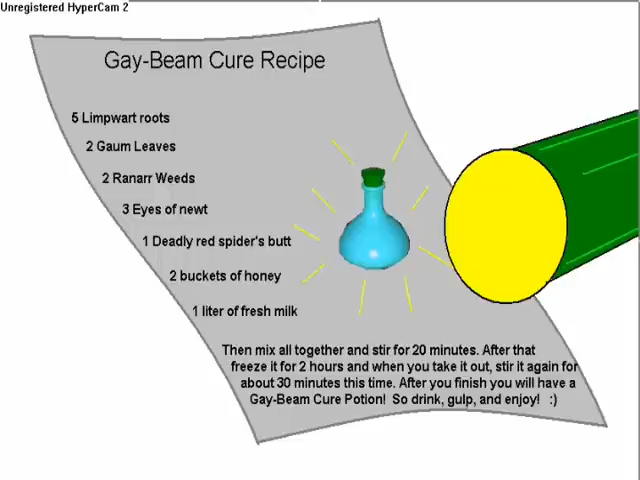 Unregistered HyperCam 2
Gay-Beam Cure Recipe
5 Limpwart roots
2 Gaum Leaves
2 Ranarr Weeds
3 Eyes of newt
1 Deadly red spider's butt
2 buckets of honey
1 liter of fresh milk
Then mix all together and stir for 20 minutes. After that
freeze it for 2 hours and when you take it out, stir it again for
about 30 minutes this time. After you finish you will have a
Gay-Beam Cure Potion! So drink, gulp, and enjoy! :)